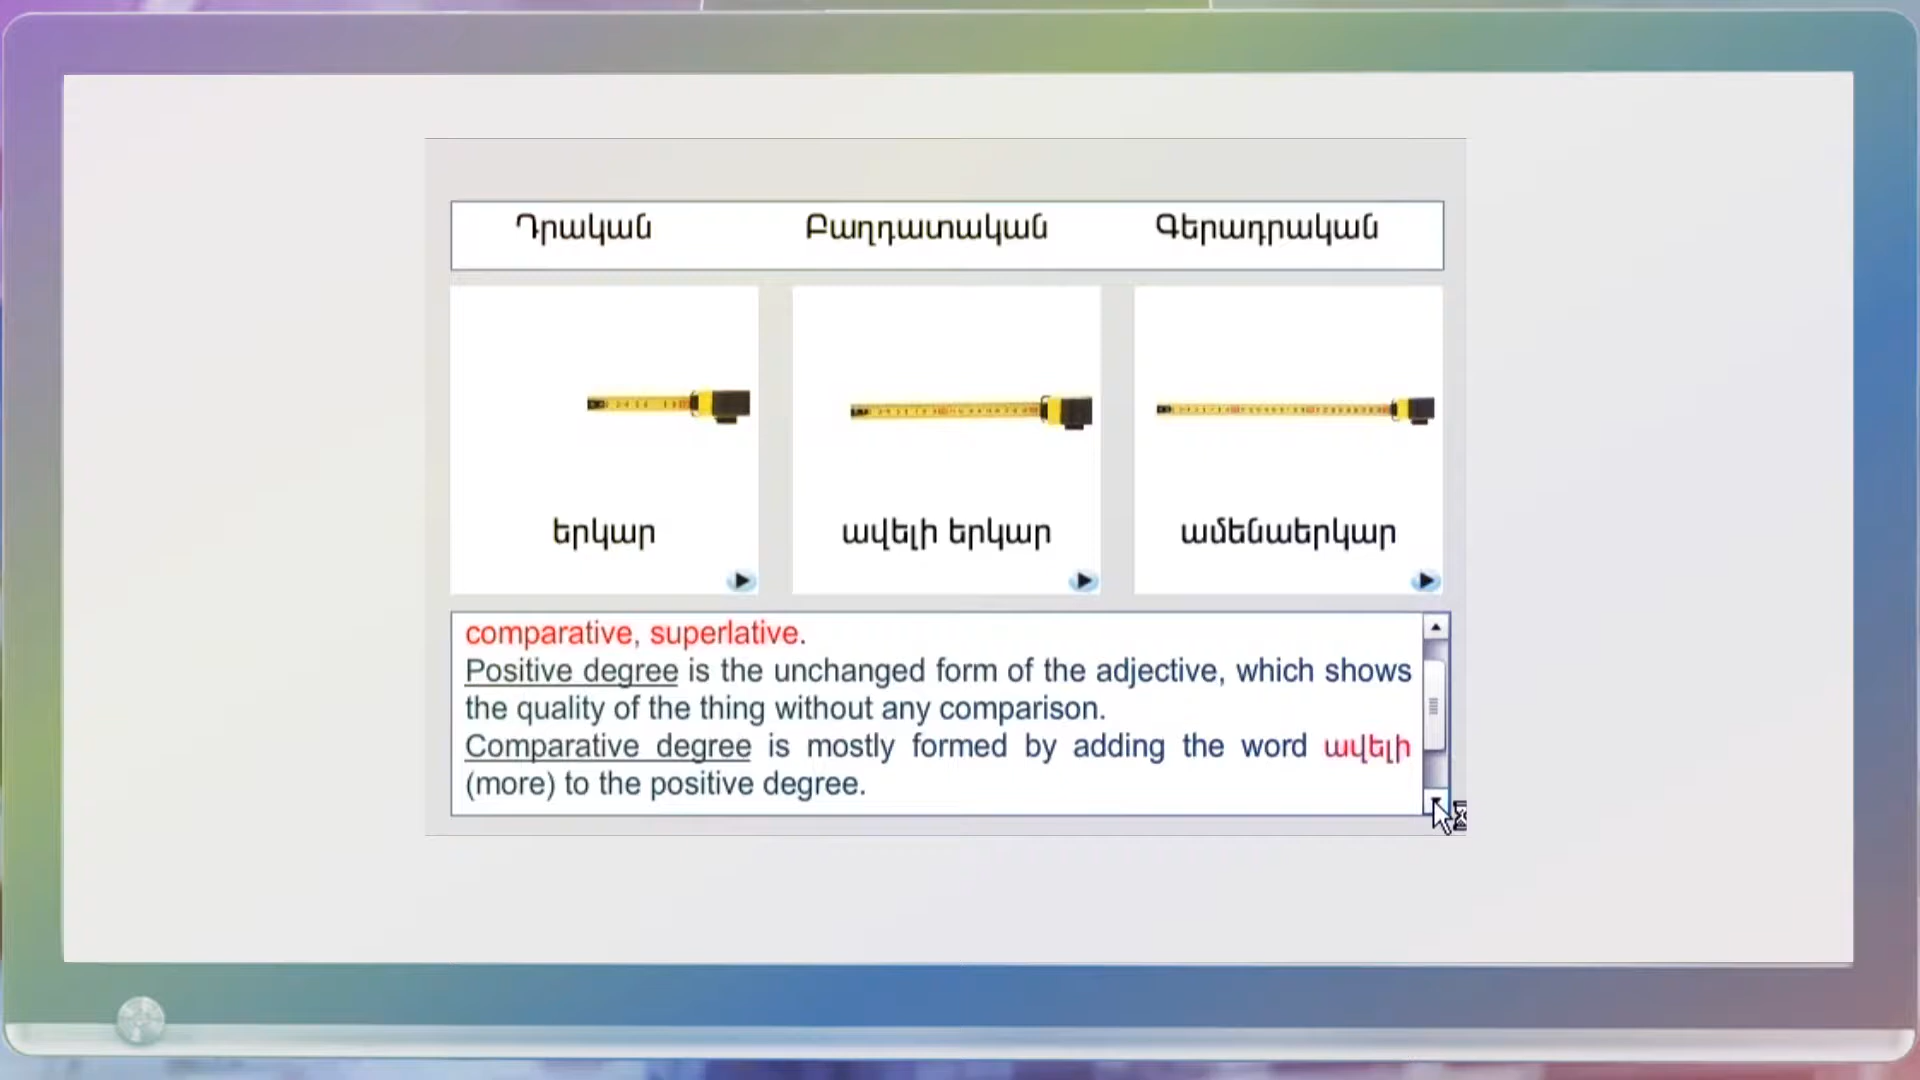 Դրական Բաղդատական Գերադրական
երկար ավելի երկար ամենաերկար
comparative, superlative.
Positive degree is the unchanged form of the adjective, which shows
the quality of the thing without any comparison.
Comparative degree is mostly formed by adding the word ավելի
(more) to the positive degree.